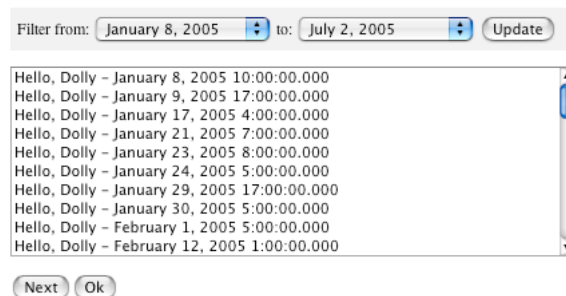 Filter from: January 8, 2005 to: July 2, 2005 Update
Hello, Dolly – January 8, 2005 10:00:00.000
Hello, Dolly – January 9, 2005 17:00:00.000
Hello, Dolly – January 17, 2005 4:00:00.000
Hello, Dolly – January 21, 2005 7:00:00.000
Hello, Dolly – January 23, 2005 8:00:00.000
Hello, Dolly – January 24, 2005 5:00:00.000
Hello, Dolly – January 29, 2005 17:00:00.000
Hello, Dolly – January 30, 2005 5:00:00.000
Hello, Dolly – February 1, 2005 5:00:00.000
Hello, Dolly – February 12, 2005 1:00:00.000
Next Ok